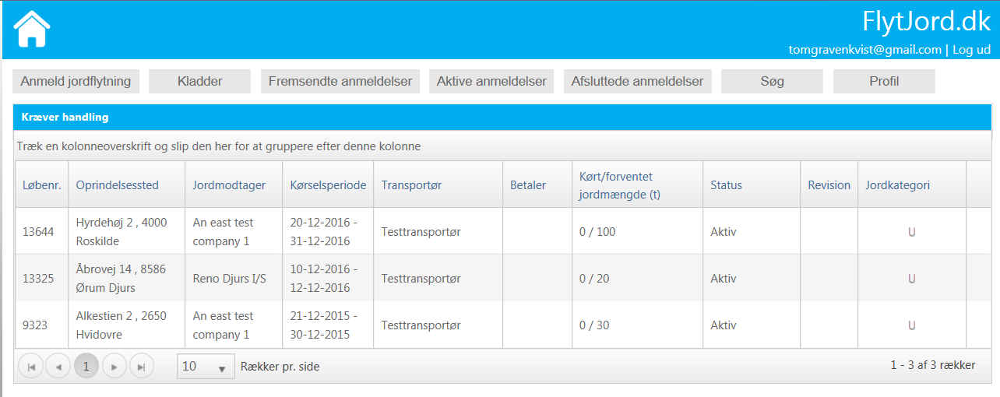 FlytJord.dk
tomgravenkvist@gmail.com | Log ud
Anmeld jordflytning Kladder Fremsendte anmeldelser Aktive anmeldelser Afsluttede anmeldelser Søg Profil
Kræver handling
Træk en kolonneoverskrift og slip den her for at gruppere efter denne kolonne
Løbenr. Oprindelsessted Jordmodtager Kørselsperiode Transportør Betaler Kørt/forventet jordmængde (t) Status Revision Jordkategori
13644 Hyrdehøj 2 , 4000 Roskilde An east test company 1 20-12-2016 - 31-12-2016 Testtransportør 0 / 100 Aktiv U
13325 Åbrovej 14 , 8586 Ørum Djurs Reno Djurs I/S 10-12-2016 - 12-12-2016 Testtransportør 0 / 20 Aktiv U
9323 Alkestien 2 , 2650 Hvidovre An east test company 1 21-12-2015 - 30-12-2015 Testtransportør 0 / 30 Aktiv U
1 10 Rækker pr. side 1 - 3 af 3 rækker